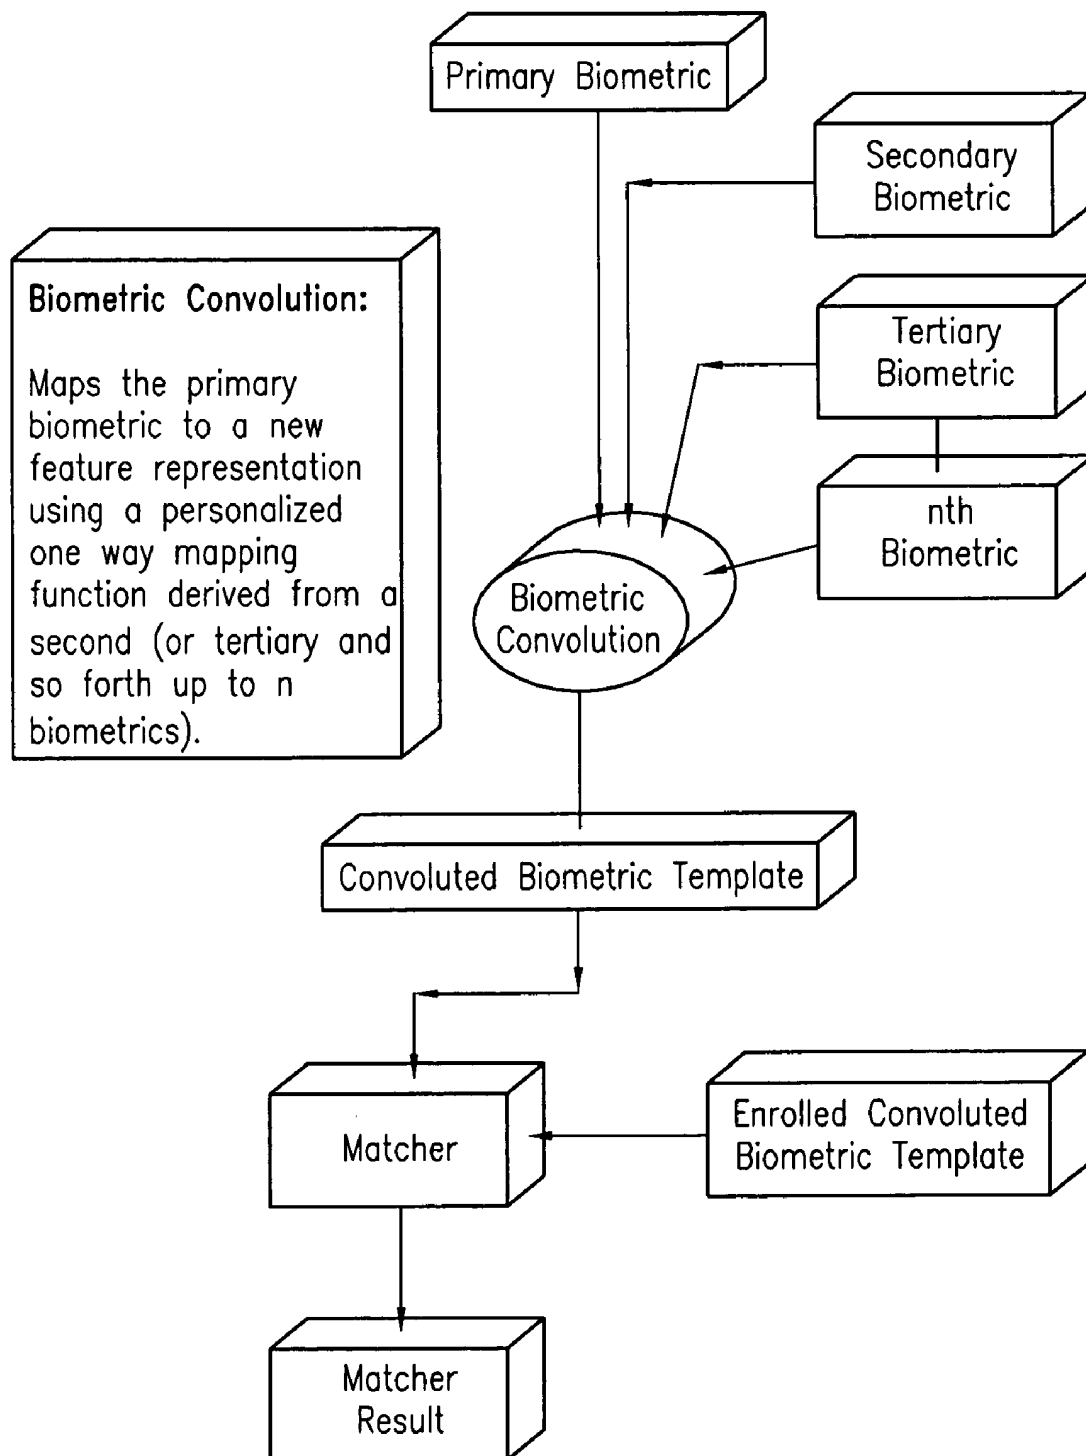 Primary Biometric
Secondary
Biometric
Biometric Convolution:
Maps the primary
biometric to a new
feature representation
using a personalized
one way mapping
function derived from a
second (or tertiary and
so forth up to n
biometrics).
Tertiary
Biometric
nth
Biometric
Biometric
Convolution
Convoluted Biometric Template
Matcher
Enrolled Convoluted
Biometric Template
Matcher
Result